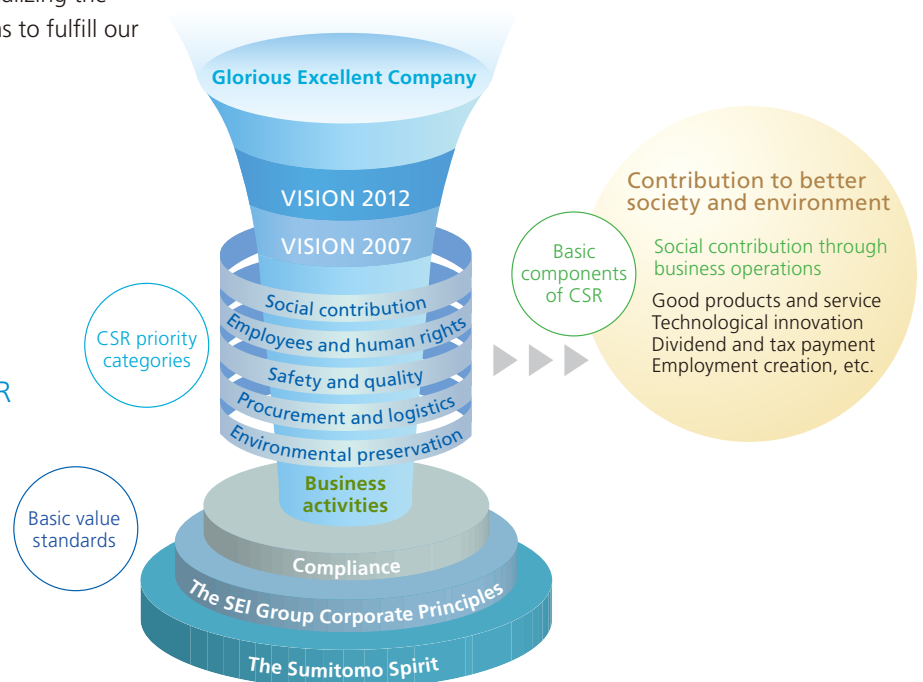 alizing the
s to fulfill our
Glorious Excellent Company
VISION 2012
VISION 2007
Social contribution
Employees and human rights
Safety and quality
Procurement and logistics
Environmental preservation
CSR priority
categories
R
Business
activities
Basic value
standards
Compliance
The SEI Group Corporate Principles
The Sumitomo Spirit
Basic
components
of CSR
Contribution to better
society and environment
Social contribution through
business operations
Good products and service
Technological innovation
Dividend and tax payment
Employment creation, etc.